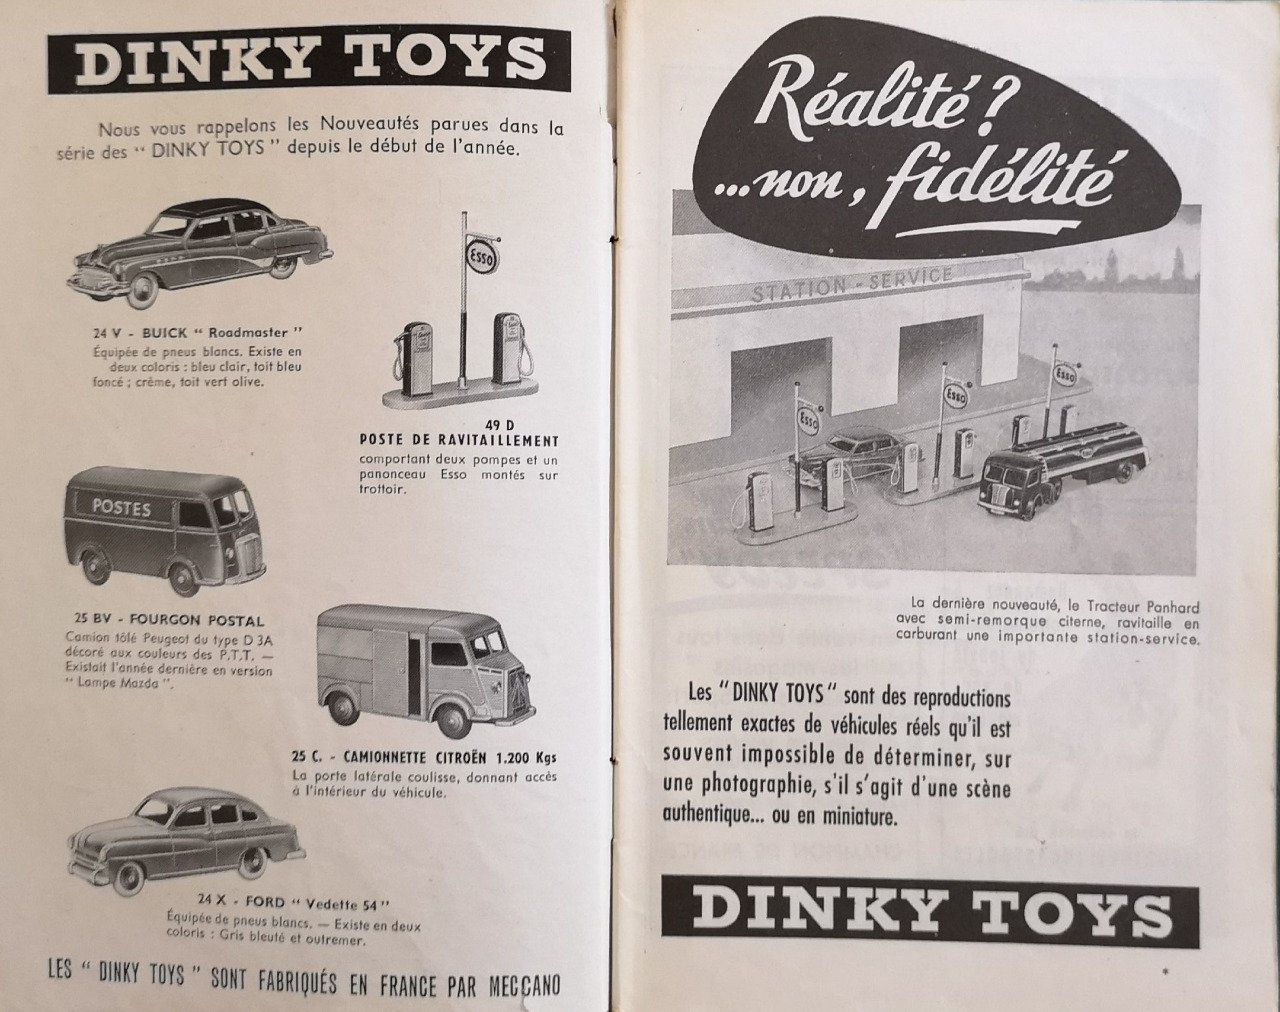 DINKY TOYS
Nous vous rappelons les Nouveautés parues dans la
série des “ DINKY TOYS ” depuis le début de l'année.
24 V - BUICK “ Roadmaster ”
Équipée de pneus blancs. Existe en
deux coloris : bleu clair, toit bleu
foncé ; crème, toit vert olive.
Esso
49 D
POSTE DE RAVITAILLEMENT
comportant deux pompes et un
panonceau Esso montés sur
trottoir.
POSTES
25 BV - FOURGON POSTAL
Camion tôlé Peugeot du type D 3A
décoré aux couleurs des P.T.T. —
Existait l'année dernière en version
“ Lampe Mazda ”.
25 C. - CAMIONNETTE CITROËN 1.200 Kgs
La porte latérale coulisse, donnant accès
à l'intérieur du véhicule.
24 X - FORD “ Vedette 54 ”
Équipée de pneus blancs. — Existe en deux
coloris : Gris bleuté et outremer.
LES “ DINKY TOYS ” SONT FABRIQUÉS EN FRANCE PAR MECCANO
Réalité ?
...non, fidélité
STATION - SERVICE
Esso
Esso
Esso
La dernière nouveauté, le Tracteur Panhard
avec semi-remorque citerne, ravitaille en
carburant une importante station-service.
Les “DINKY TOYS” sont des reproductions
tellement exactes de véhicules réels qu'il est
souvent impossible de déterminer, sur
une photographie, s'il s'agit d'une scène
authentique... ou en miniature.
DINKY TOYS
*